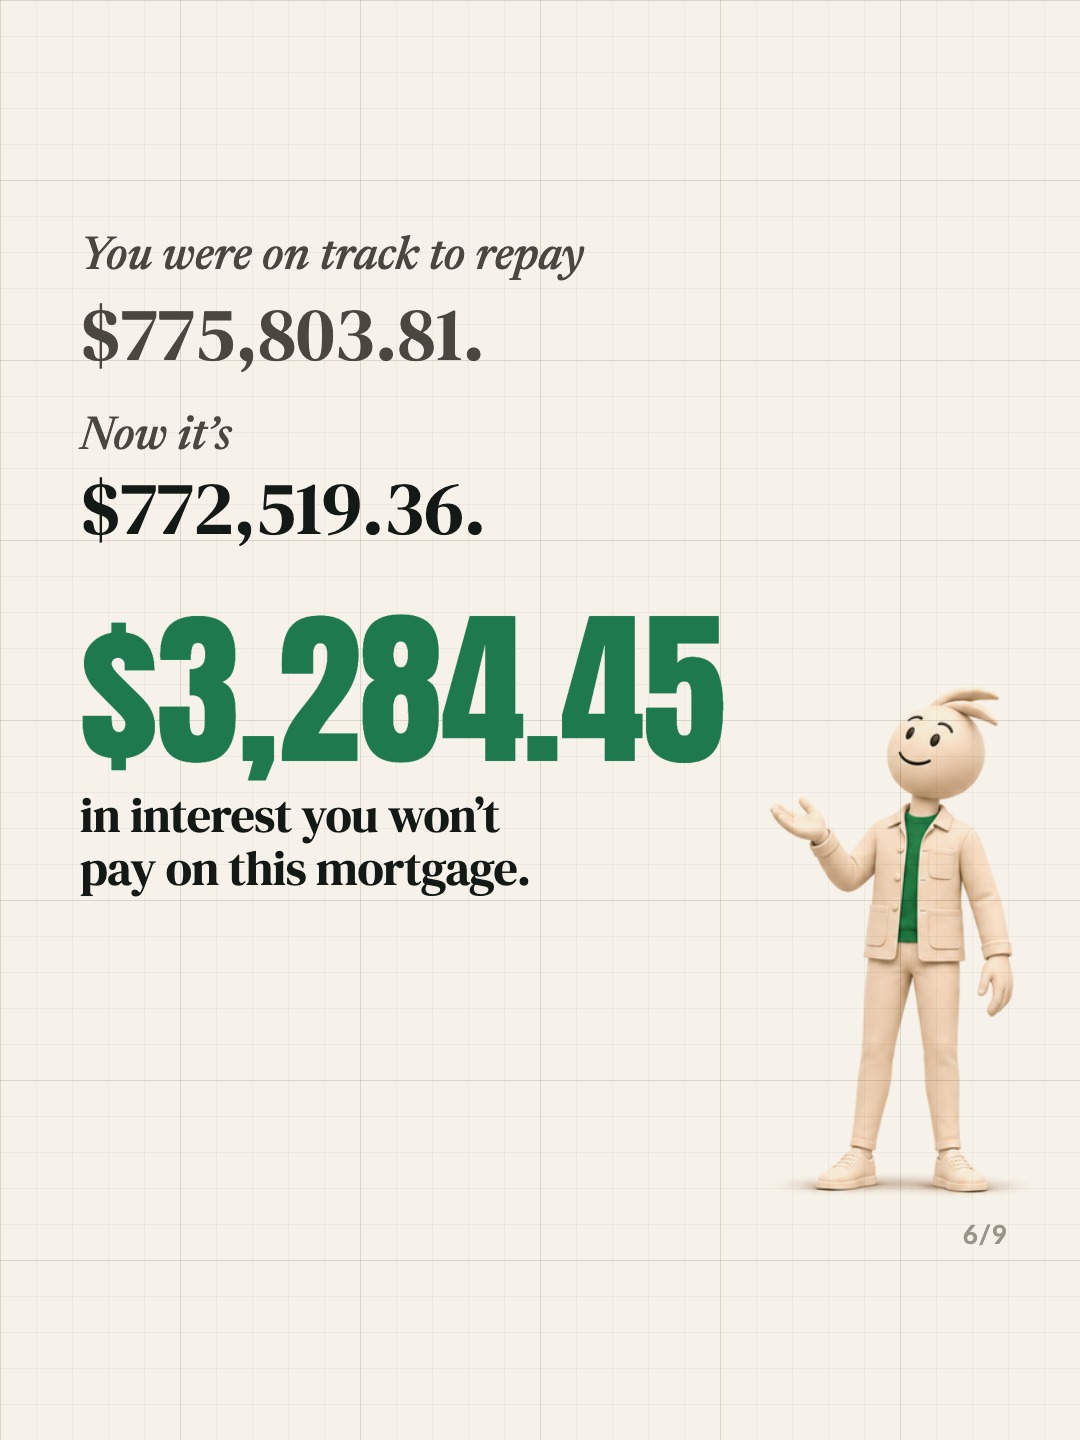 You were on track to repay
$775,803.81.
Now it’s
$772,519.36.
$3,284.45
in interest you won’t
pay on this mortgage.
6/9